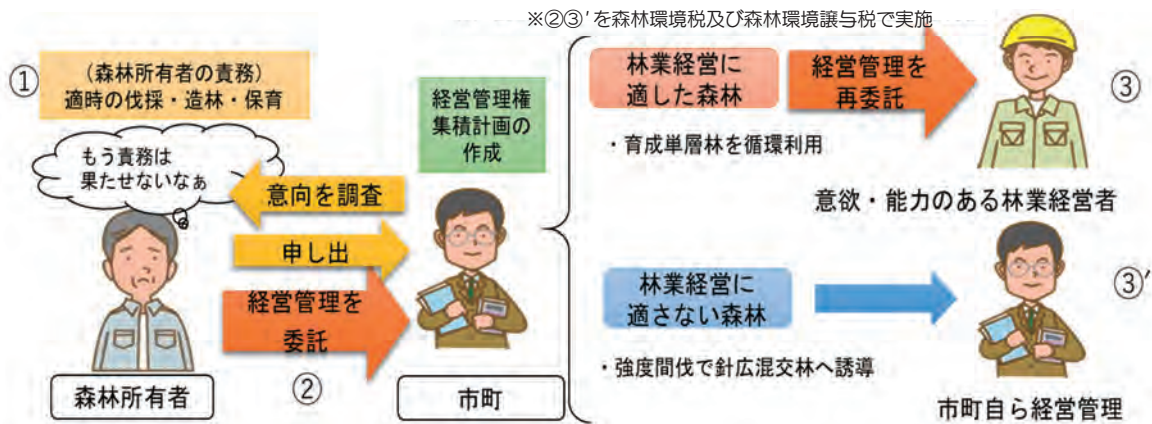 ※②③′を森林環境税及び森林環境譲与税で実施
①
(森林所有者の責務)
適時の伐採・造林・保育
もう責務は
果たせないなぁ
意向を調査
申し出
経営管理を
委託
②
森林所有者
経営管理権
集積計画の
作成
市町
林業経営に
適した森林
経営管理を
再委託
③
・育成単層林を循環利用
意欲・能力のある林業経営者
林業経営に
適さない森林
③′
・強度間伐で針広混交林へ誘導
市町自ら経営管理